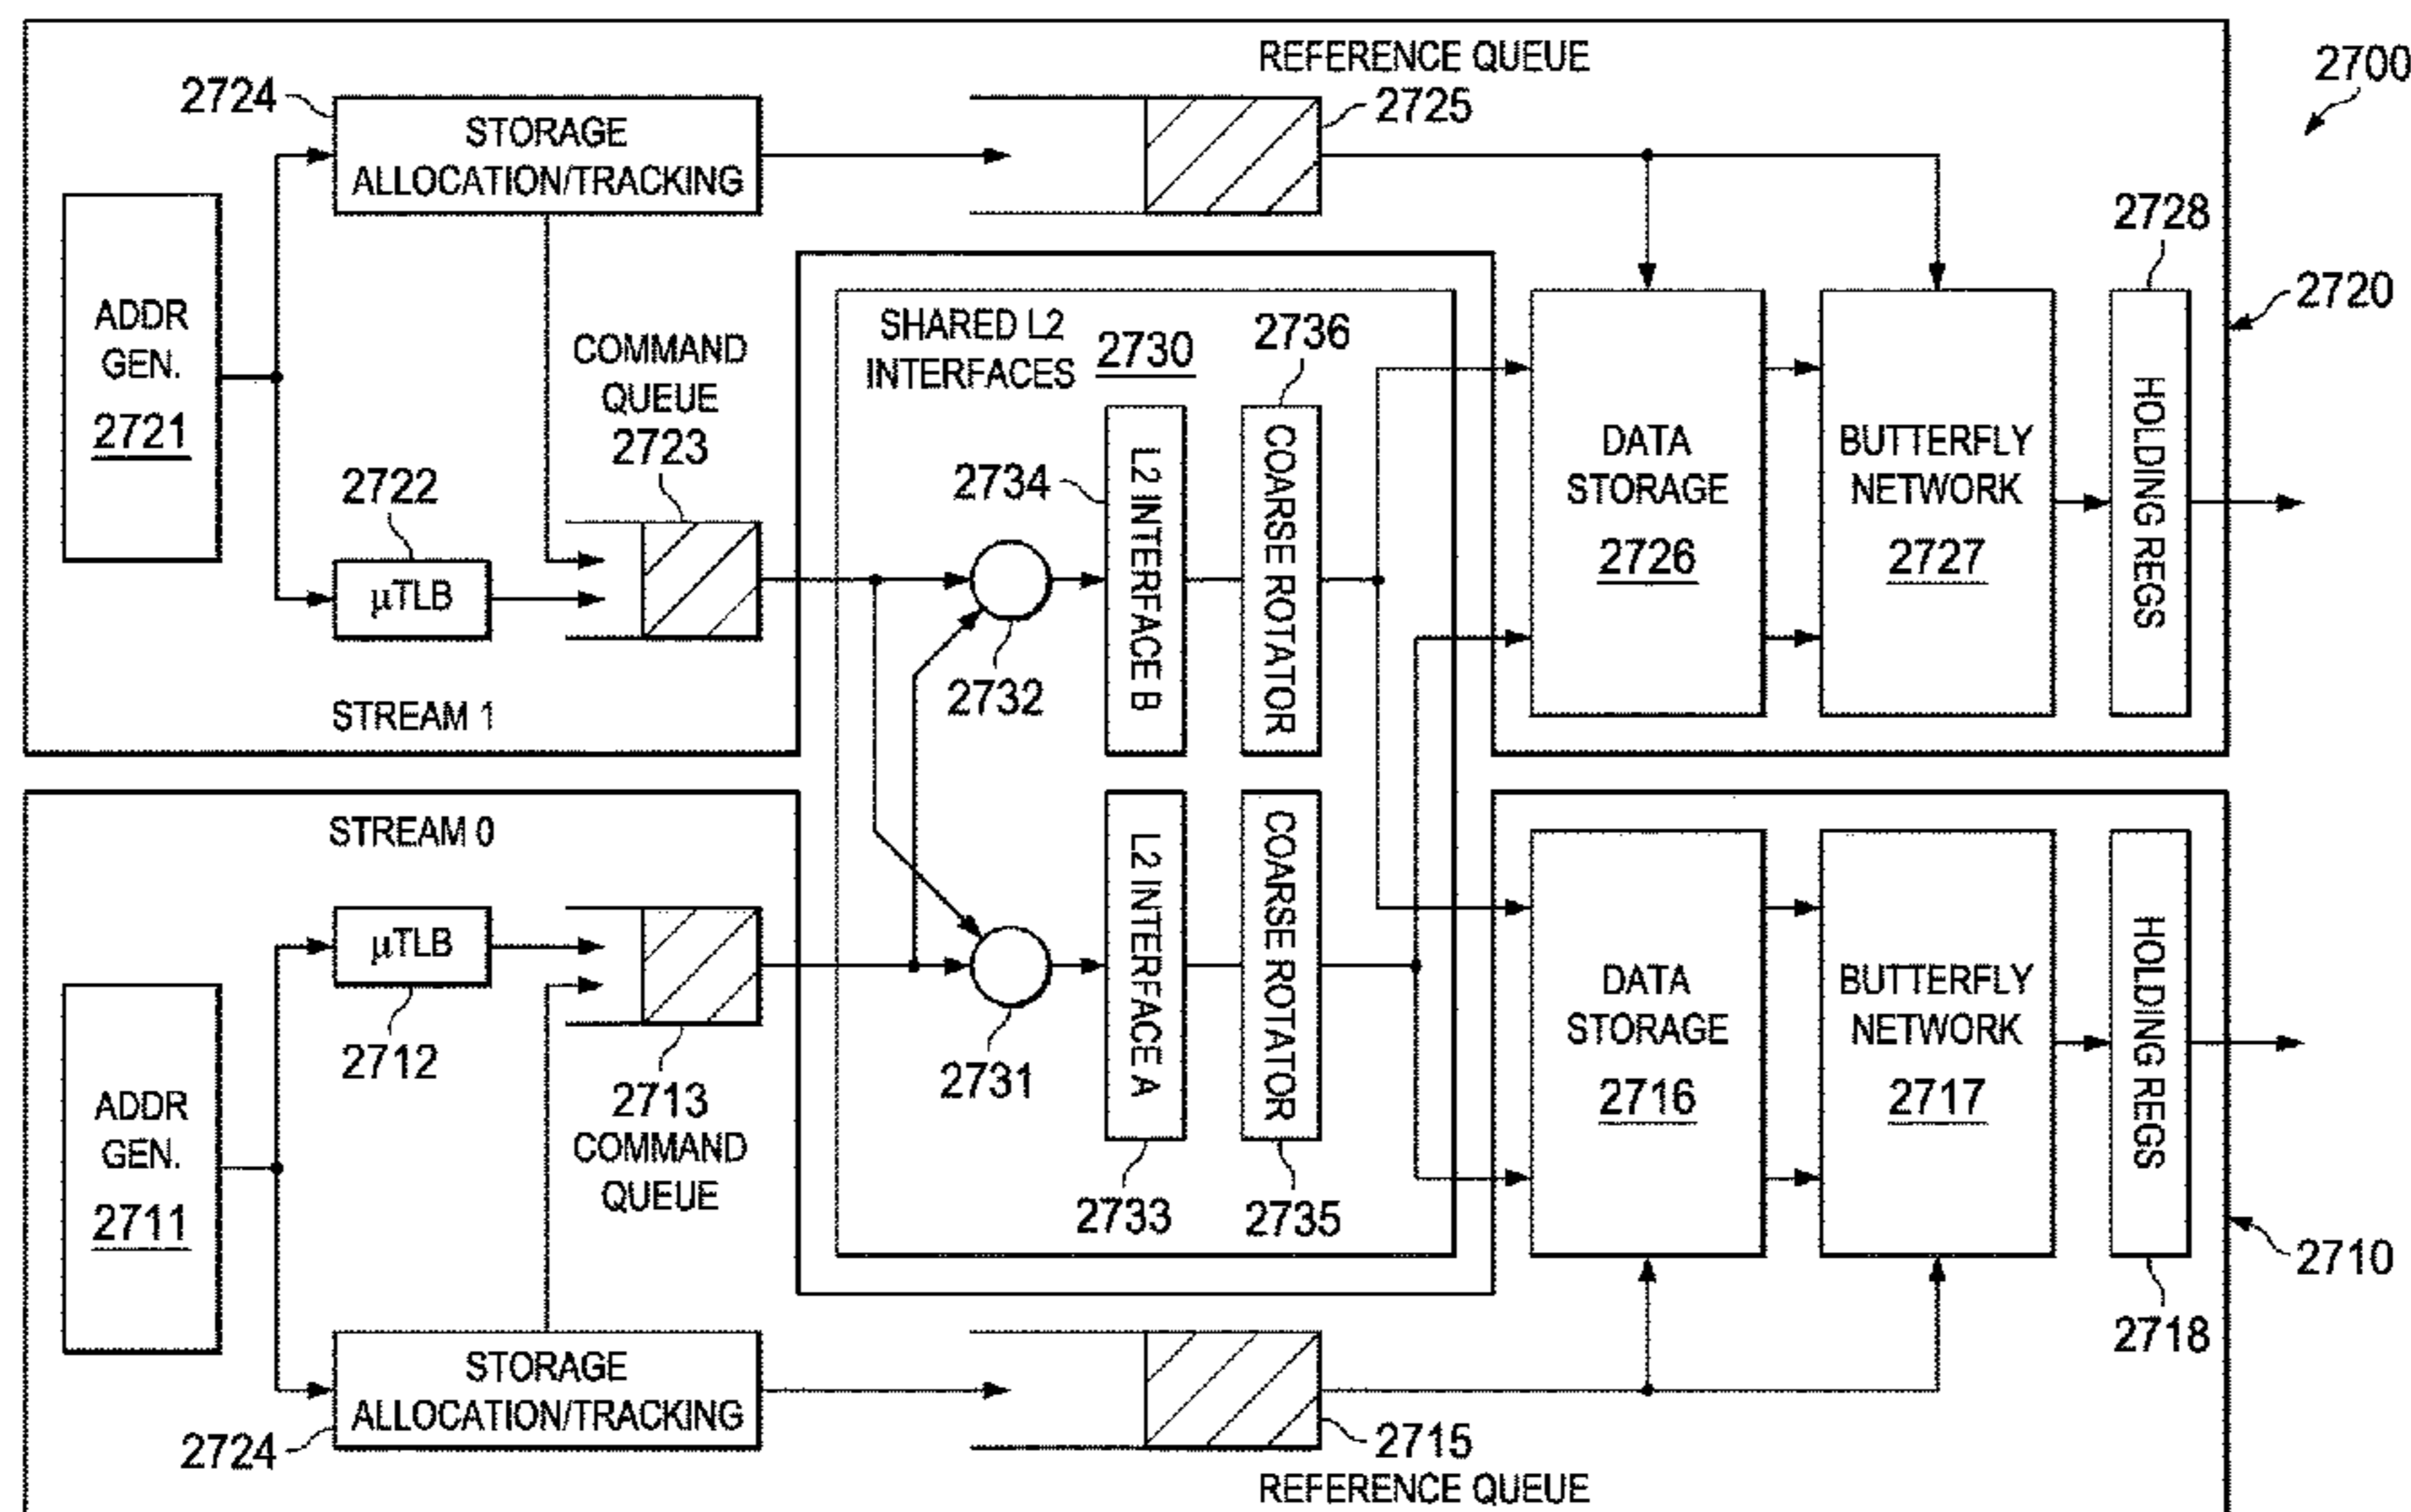 REFERENCE QUEUE
2725
2700
2724
STORAGE
ALLOCATION/TRACKING
ADDR
GEN.
2721
2722
μTLB
COMMAND
QUEUE
2723
STREAM 1
SHARED L2
INTERFACES
2730
2736
2734
L2 INTERFACE B
COARSE ROTATOR
2732
DATA
STORAGE
2726
BUTTERFLY
NETWORK
2727
2728
HOLDING REGS
2720
STREAM 0
μTLB
2712
2713
COMMAND
QUEUE
ADDR
GEN.
2711
STORAGE
ALLOCATION/TRACKING
2724
2731
L2 INTERFACE A
2733
COARSE ROTATOR
2735
DATA
STORAGE
2716
BUTTERFLY
NETWORK
2717
HOLDING REGS
2718
2710
2715
REFERENCE QUEUE